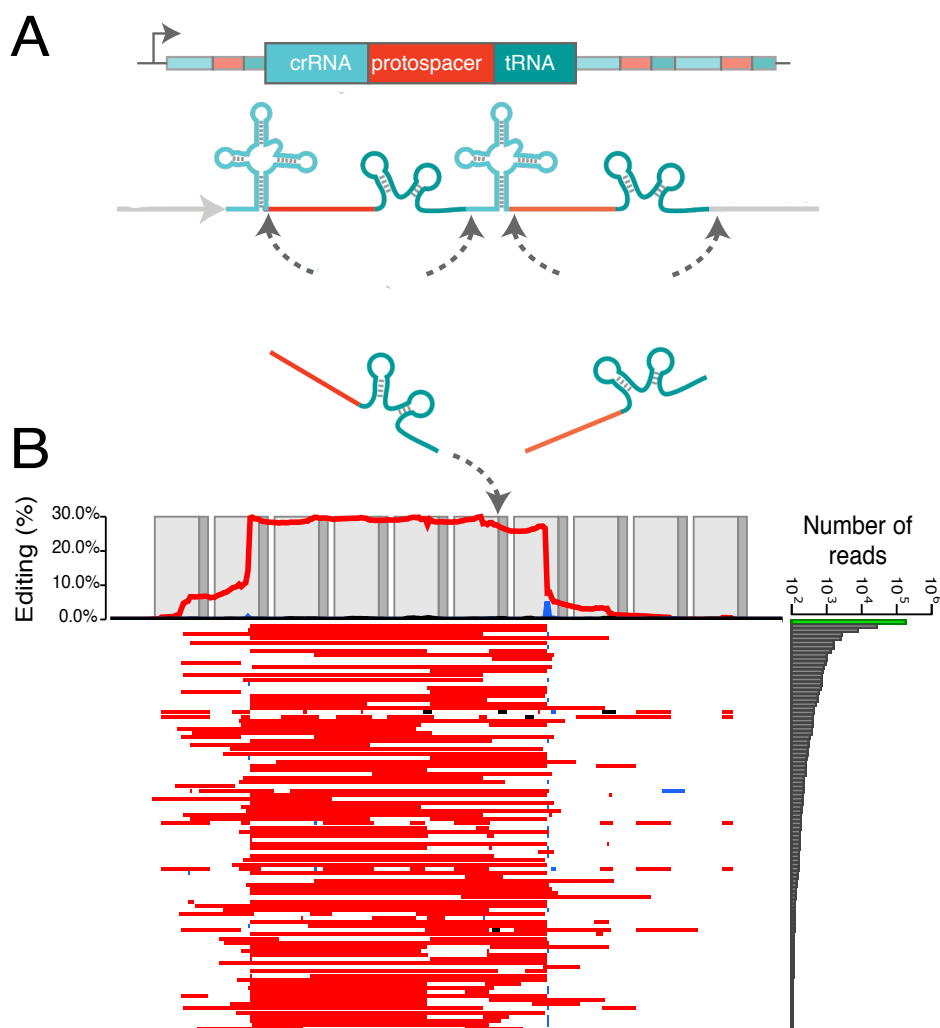 A
crRNA protospacer tRNA
B
Editing (%)
30.0%
20.0%
10.0%
0.0%
Number of
reads
10² 10³ 10⁴ 10⁵ 10⁶